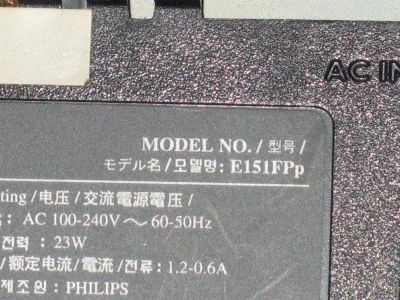 AC IN
MODEL NO./型号/
モデル名/모델명: E151FPp
ting/电压/交流電源電压/
: AC 100-240V～60-50Hz
전력 : 23W
/额定电流/電流/전류 : 1.2-0.6A
제조원 : PHILIPS